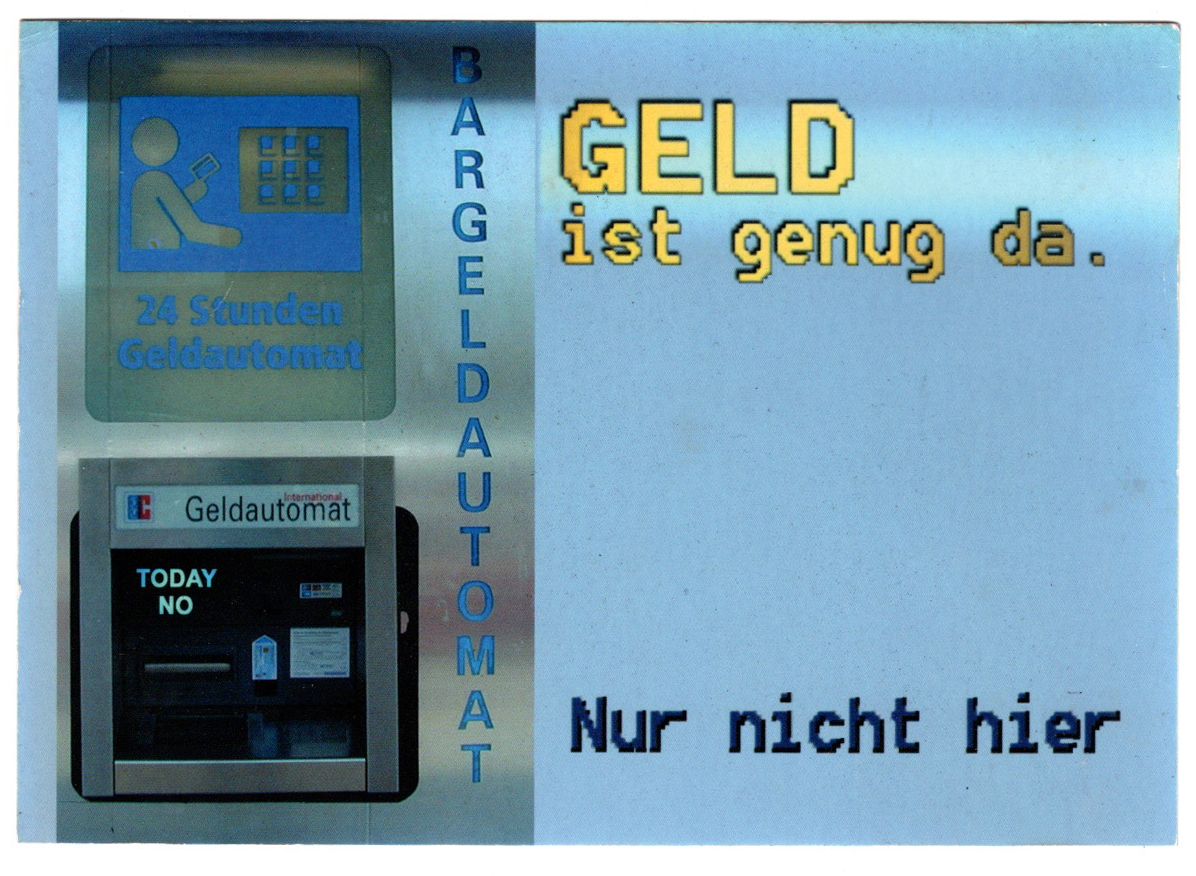 24 Stunden
Geldautomat
BARGELDAUTOMAT
International
Geldautomat
TODAY
NO
GELD
ist genug da.
Nur nicht hier